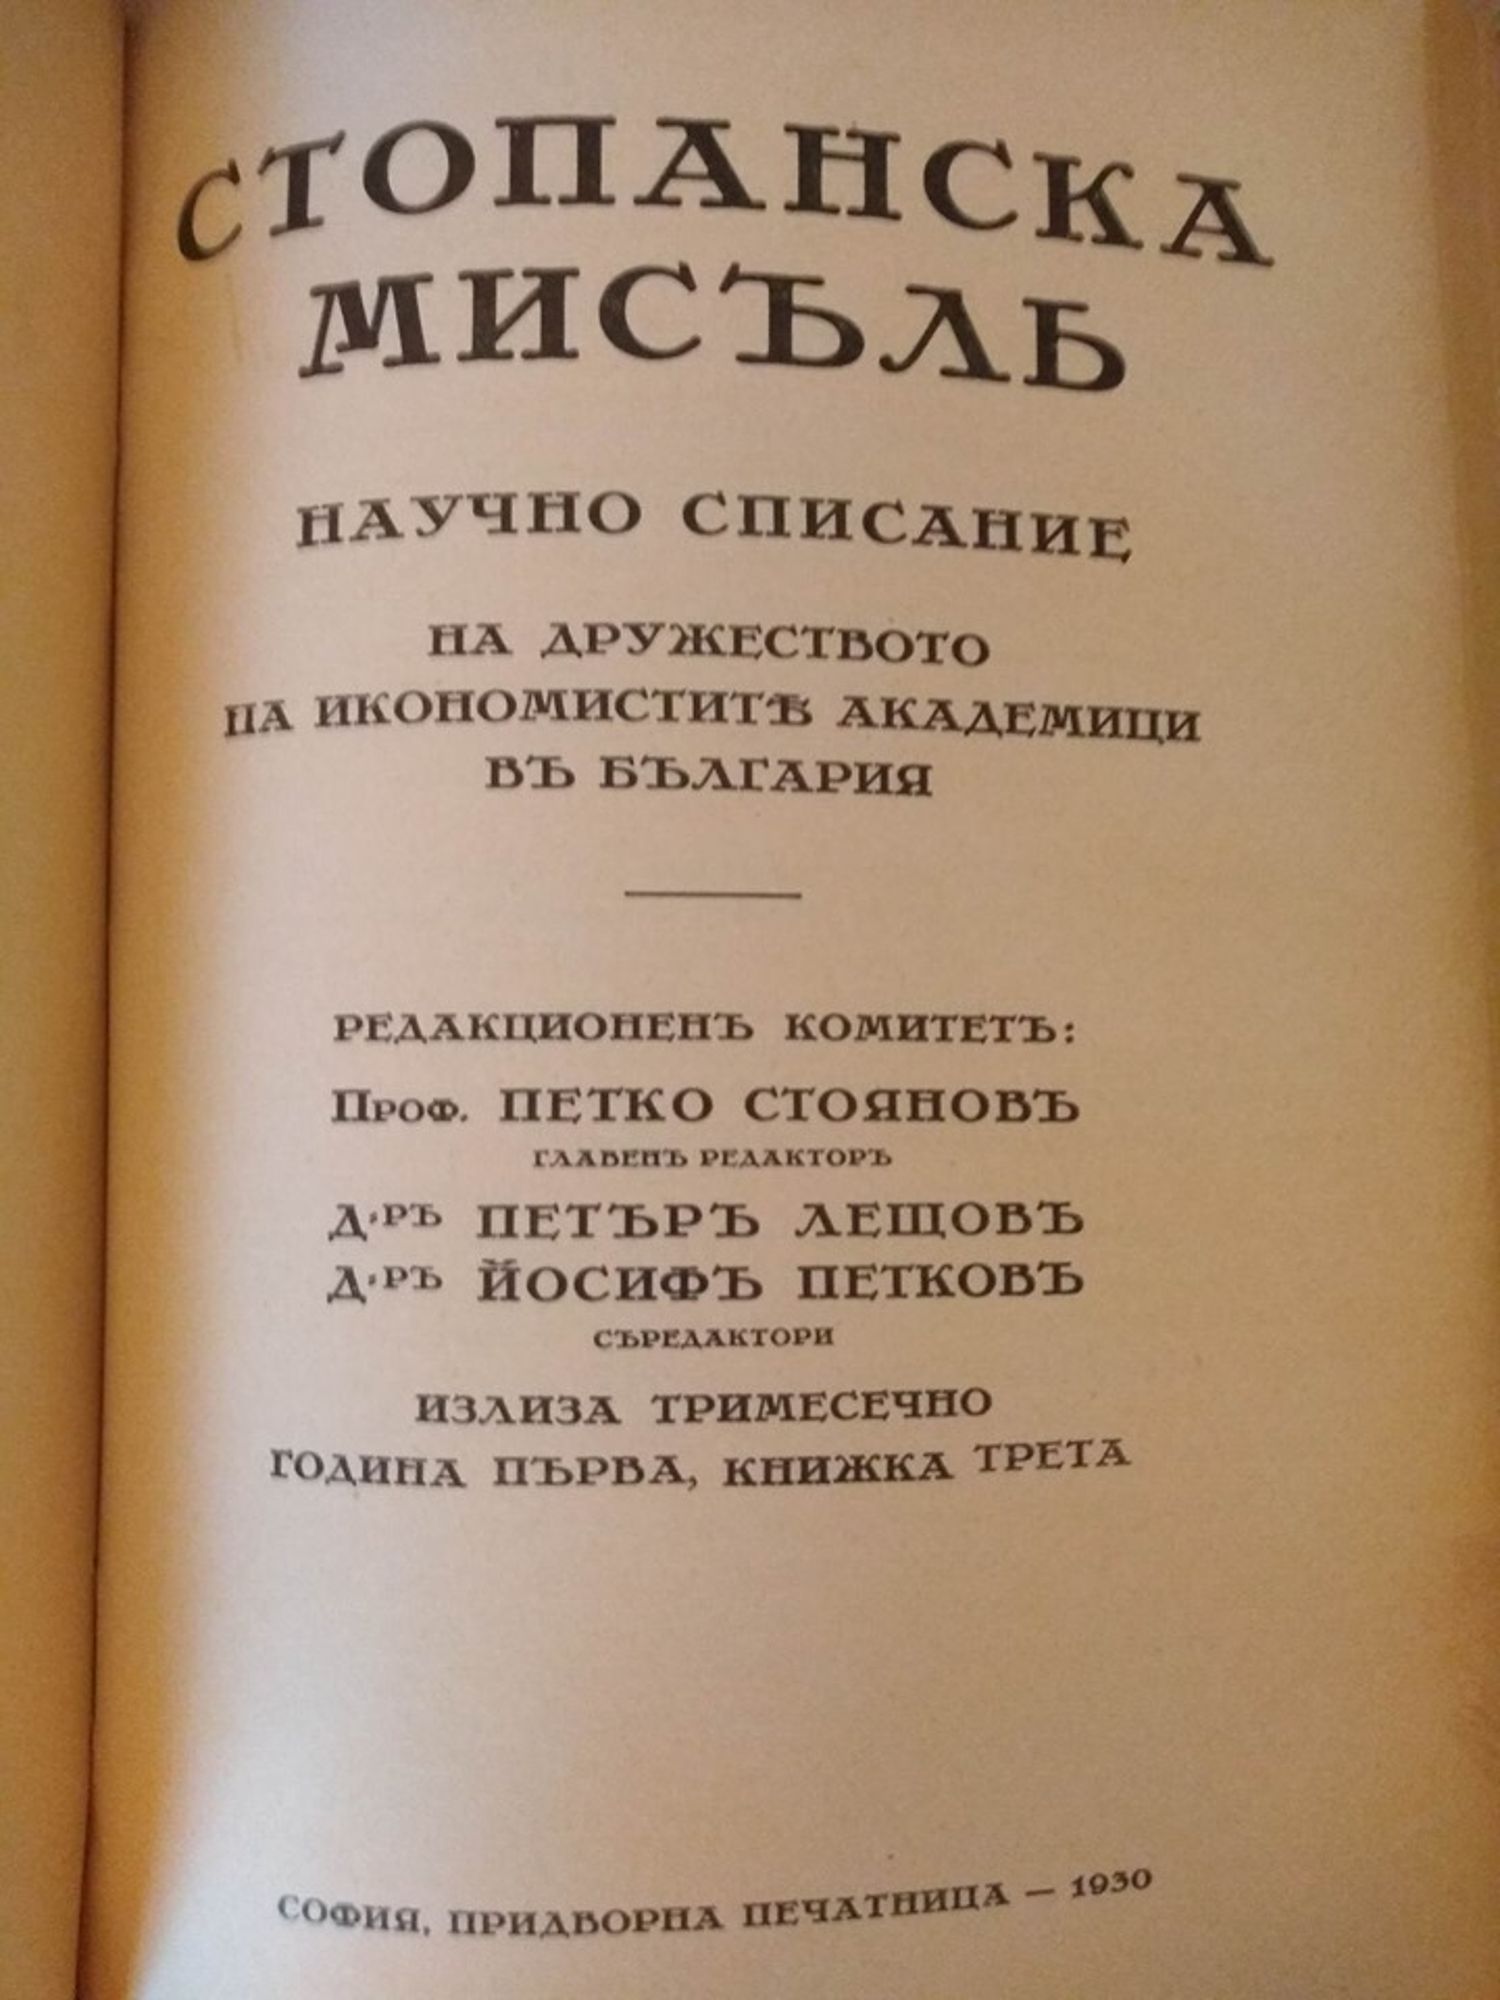 СТОПАНСКА
МИСЪЛЬ
НАУЧНО СПИСАНИЕ
НА ДРУЖЕСТВОТО
НА ИКОНОМИСТИТѢ АКАДЕМИЦИ
ВЪ БЪЛГАРИЯ
РЕДАКЦИОНЕНЪ КОМИТЕТЪ:
Проф. ПЕТКО СТОЯНОВЪ
ГЛАВЕНЪ РЕДАКТОРЪ
Д-РЪ ПЕТЪРЪ ЛЕЩОВЪ
Д-РЪ ЙОСИФЪ ПЕТКОВЪ
СЪРЕДАКТОРИ
ИЗЛИЗА ТРИМЕСЕЧНО
ГОДИНА ПЪРВА, КНИЖКА ТРЕТА
СОФИЯ, ПРИДВОРНА ПЕЧАТНИЦА — 1930